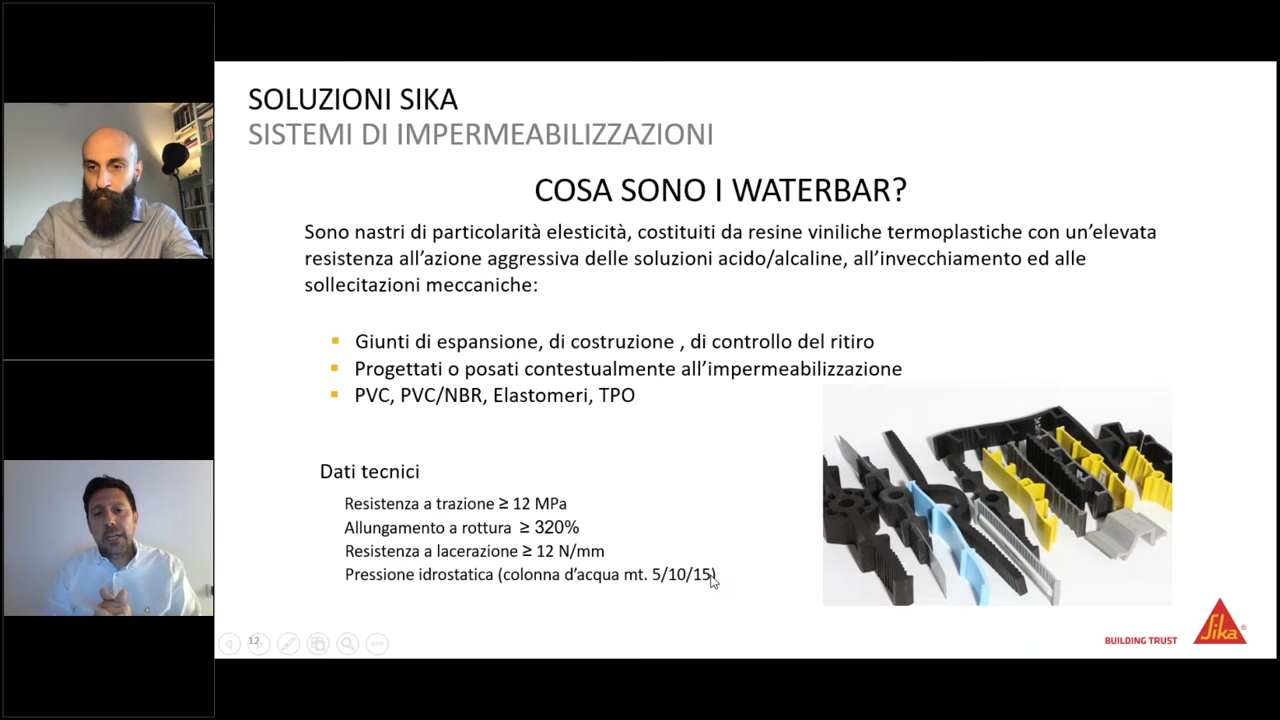 SOLUZIONI SIKA
SISTEMI DI IMPERMEABILIZZAZIONI
COSA SONO I WATERBAR?
Sono nastri di particolarità elesticità, costituiti da resine viniliche termoplastiche con un'elevata
resistenza all'azione aggressiva delle soluzioni acido/alcaline, all'invecchiamento ed alle
sollecitazioni meccaniche:
Giunti di espansione, di costruzione , di controllo del ritiro
Progettati o posati contestualmente all'impermeabilizzazione
PVC, PVC/NBR, Elastomeri, TPO
Dati tecnici
Resistenza a trazione ≥ 12 MPa
Allungamento a rottura ≥ 320%
Resistenza a lacerazione ≥ 12 N/mm
Pressione idrostatica (colonna d'acqua mt. 5/10/15)
12
BUILDING TRUST
Sika®